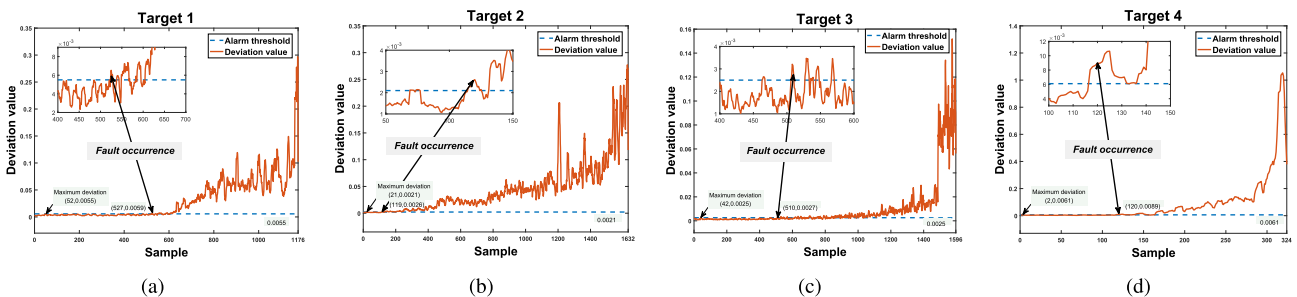 Target 1
0.35
0.3
0.25
0.2
0.15
0.1
0.05
0
Deviation value
Alarm threshold
Deviation value
×10⁻³
8
6
4
2
400 450 500 550 600 650 700
Fault occurrence
Maximum deviation
(52,0.0055)
(527,0.0059)
0.0055
0 200 400 600 800 1000 1176
Sample
(a)
Target 2
0.35
0.3
0.25
0.2
0.15
0.1
0.05
0
Deviation value
Alarm threshold
Deviation value
×10⁻³
4
3
2
1
50 100 150
Fault occurrence
Maximum deviation
(21,0.0021)
(119,0.0026)
0.0021
0 200 400 600 800 1000 1200 1400 1632
Sample
(b)
Target 3
0.16
0.14
0.12
0.1
0.08
0.06
0.04
0.02
0
Deviation value
Alarm threshold
Deviation value
×10⁻³
4
3
2
1
400 450 500 550 600
Fault occurrence
Maximum deviation
(42,0.0025)
(510,0.0027)
0.0025
0 200 400 600 800 1000 1200 1400 1596
Sample
(c)
Target 4
1.4
1.2
1.0
0.8
0.6
0.4
0.2
0
Deviation value
Alarm threshold
Deviation value
×10⁻³
12
10
8
6
4
100 110 120 130 140 150
Fault occurrence
Maximum deviation
(2,0.0061)
(120,0.0089)
0.0061
0 50 100 150 200 250 300 324
Sample
(d)